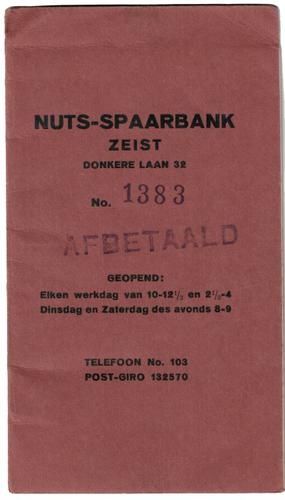 NUTS-SPAARBANK
ZEIST
DONKERE LAAN 32
No. 1383
AFBETAALD
GEOPEND:
Elken werkdag van 10-12½ en 2½-4
Dinsdag en Zaterdag des avonds 8-9
TELEFOON No. 103
POST-GIRO 132570